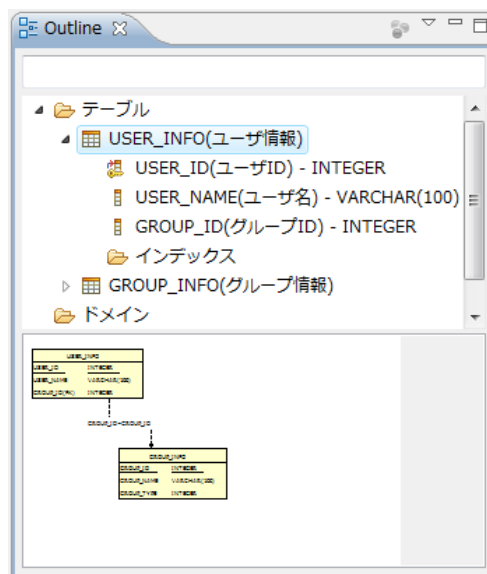 Outline
テーブル
USER_INFO(ユーザ情報)
USER_ID(ユーザID) - INTEGER
USER_NAME(ユーザ名) - VARCHAR(100)
GROUP_ID(グループID) - INTEGER
インデックス
GROUP_INFO(グループ情報)
ドメイン
USER_INFO
USER_ID INTEGER
USER_NAME VARCHAR(100)
GROUP_ID(FK) INTEGER
GROUP_ID=GROUP_ID
GROUP_INFO
GROUP_ID INTEGER
GROUP_NAME VARCHAR(200)
GROUP_TYPE INTEGER